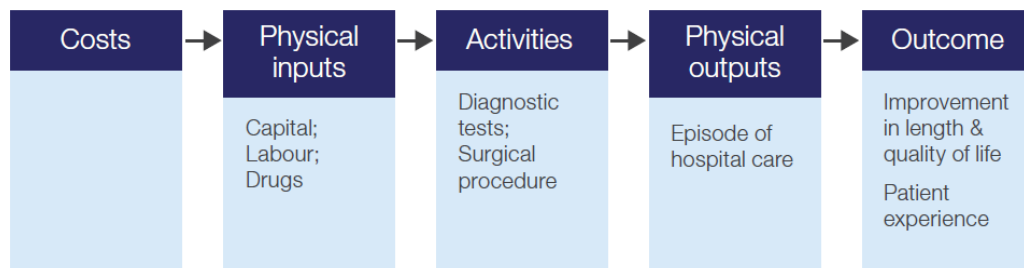 Costs
Physical
inputs
Capital;
Labour;
Drugs
Activities
Diagnostic
tests;
Surgical
procedure
Physical
outputs
Episode of
hospital care
Outcome
Improvement
in length &
quality of life
Patient
experience